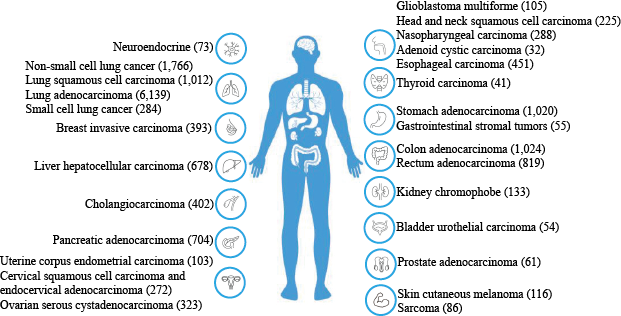 Neuroendocrine (73)
Non-small cell lung cancer (1,766)
Lung squamous cell carcinoma (1,012)
Lung adenocarcinoma (6,139)
Small cell lung cancer (284)
Breast invasive carcinoma (393)
Liver hepatocellular carcinoma (678)
Cholangiocarcinoma (402)
Pancreatic adenocarcinoma (704)
Uterine corpus endometrial carcinoma (103)
Cervical squamous cell carcinoma and
endocervical adenocarcinoma (272)
Ovarian serous cystadenocarcinoma (323)
Glioblastoma multiforme (105)
Head and neck squamous cell carcinoma (225)
Nasopharyngeal carcinoma (288)
Adenoid cystic carcinoma (32)
Esophageal carcinoma (451)
Thyroid carcinoma (41)
Stomach adenocarcinoma (1,020)
Gastrointestinal stromal tumors (55)
Colon adenocarcinoma (1,024)
Rectum adenocarcinoma (819)
Kidney chromophobe (133)
Bladder urothelial carcinoma (54)
Prostate adenocarcinoma (61)
Skin cutaneous melanoma (116)
Sarcoma (86)